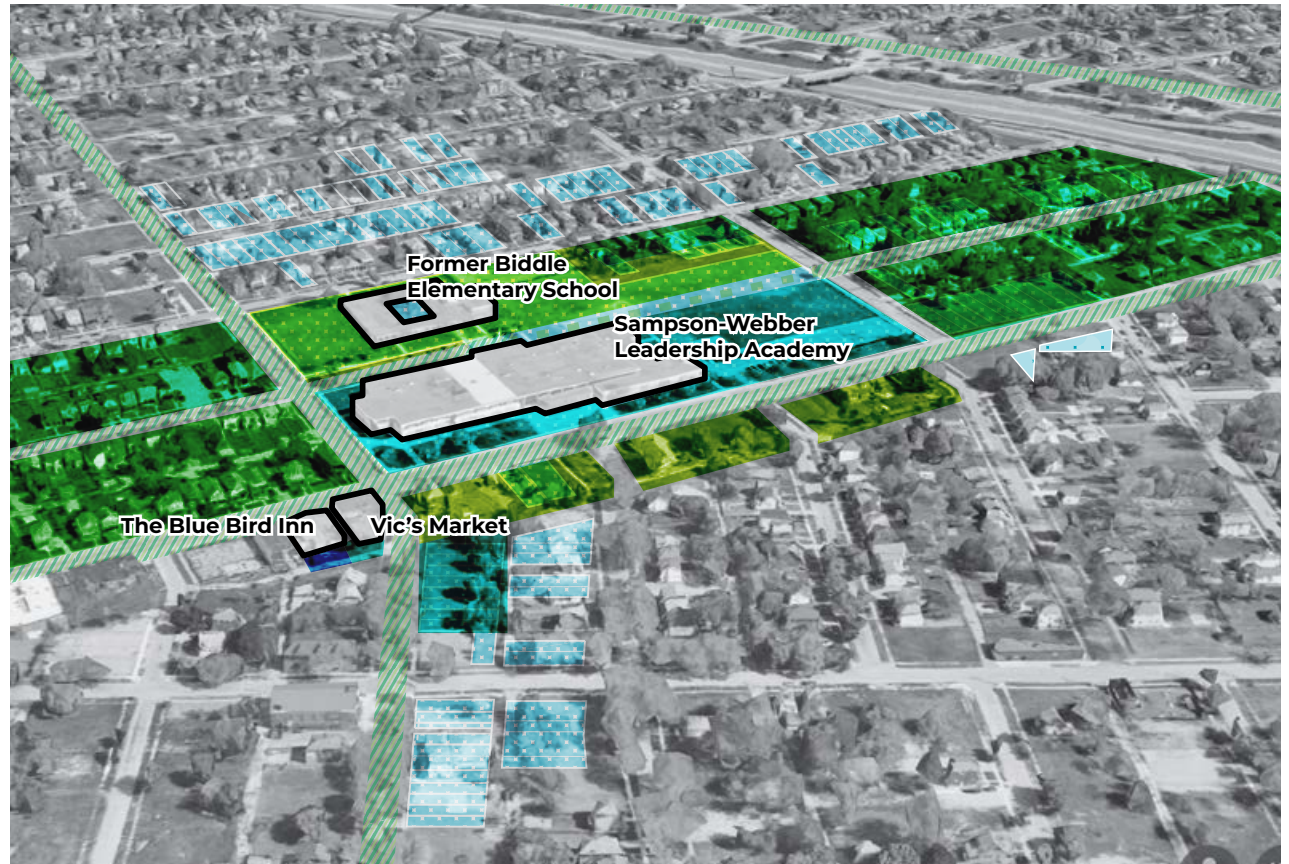 Former Biddle
Elementary School
Sampson-Webber
Leadership Academy
The Blue Bird Inn
Vic's Market